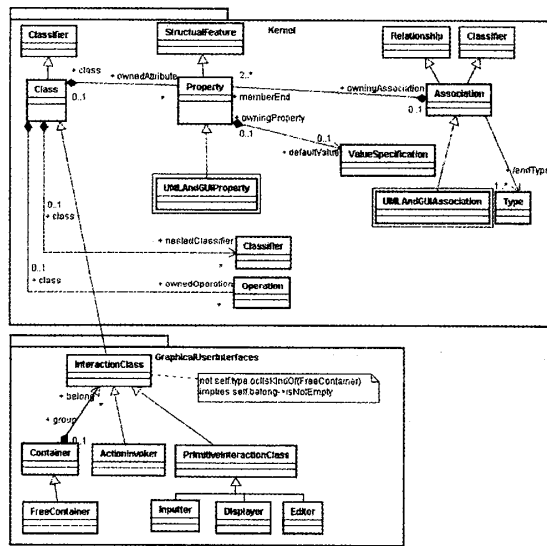 Kernel
Classifier
StructuralFeature
Relationship
Classifier
+ class
+ ownedAttribute
2..*
+ owningAssociation
Class
Property
Association
0..1
*
+ memberEnd
0..1
+ owningProperty
0..1
0..1
+ defaultValue
ValueSpecification
+ /endType
1..*
UMLAndGUIProperty
UMLAndGUIAssociation
Type
0..1
+ class
+ nestedClassifier
*
Classifier
0..1
+ class
+ ownedOperation
*
Operation
GraphicalUserInterfaces
InteractionClass
not self.type.oclIsKindOf(FreeContainer)
implies self.belong->isNotEmpty
+ belong
*
+ group
0..1
Container
ActionInvoker
PrimitiveInteractionClass
FreeContainer
Inputter
Displayer
Editor